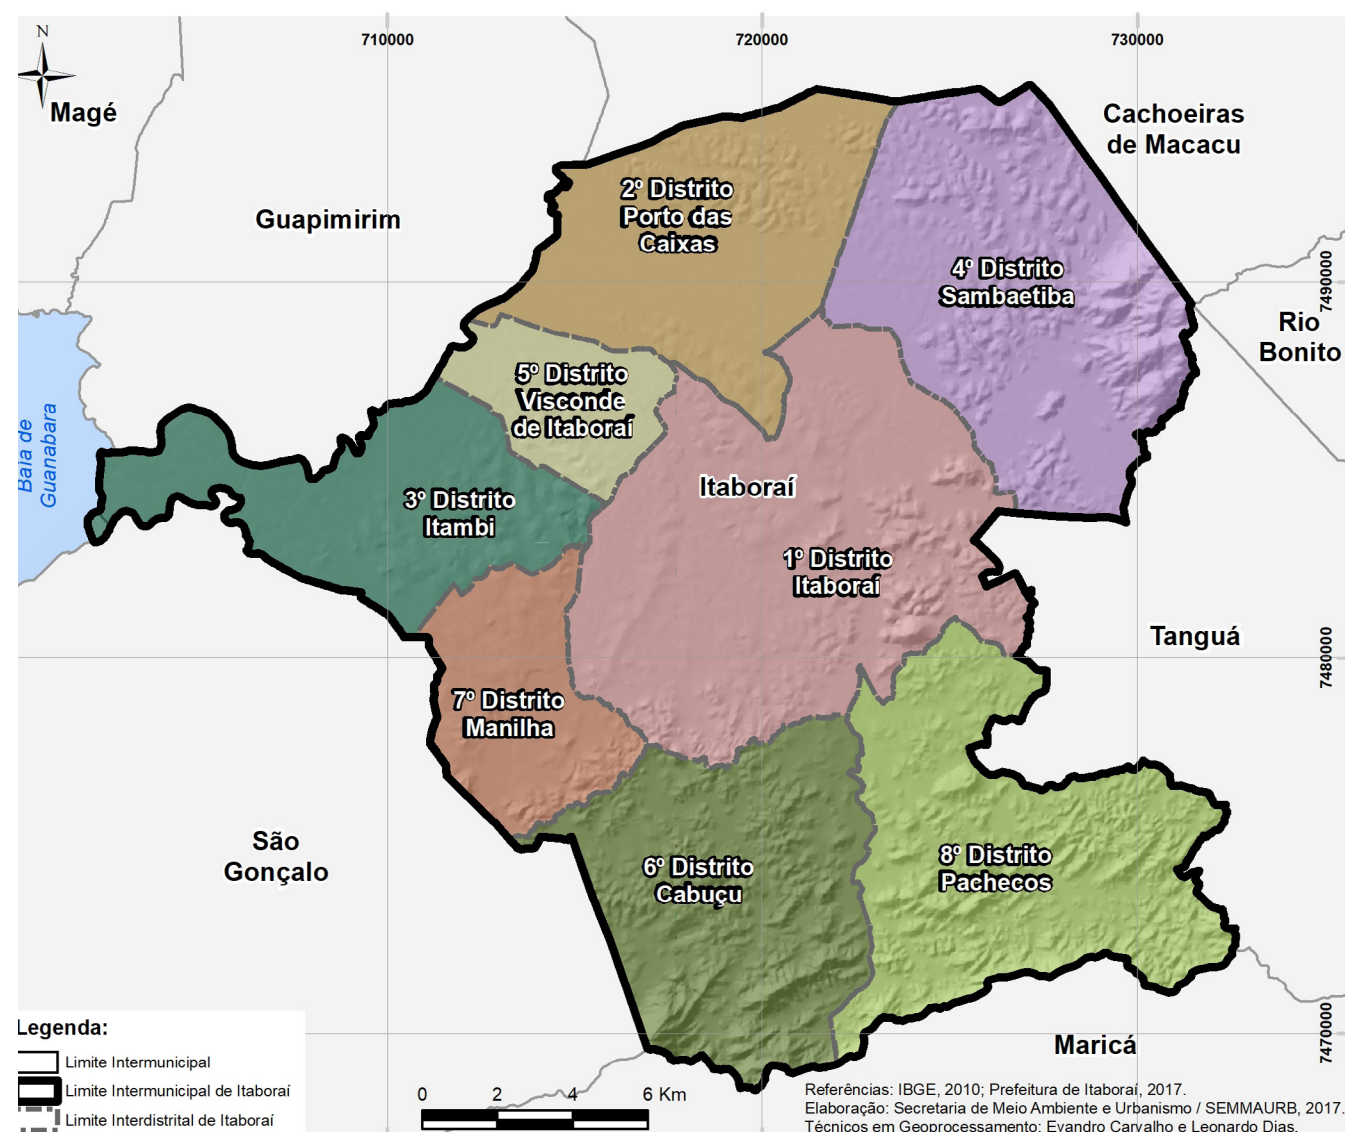 N
710000
720000
730000
Magé
Cachoeiras
de Macacu
2º Distrito
Porto das
Caixas
Guapimirim
4º Distrito
Sambaetiba
7490000
Rio
Bonito
5º Distrito
Visconde
de Itaboraí
Baía de
Guanabara
3º Distrito
Itambi
Itaboraí
1º Distrito
Itaboraí
Tanguá
7480000
7º Distrito
Manilha
São
Gonçalo
6º Distrito
Cabuçu
8º Distrito
Pachecos
Maricá
7470000
Legenda:
Limite Intermunicipal
Limite Intermunicipal de Itaboraí
Limite Interdistrital de Itaboraí
0 2 4 6 Km
Referências: IBGE, 2010; Prefeitura de Itaboraí, 2017.
Elaboração: Secretaria de Meio Ambiente e Urbanismo / SEMMAURB, 2017.
Técnicos em Geoprocessamento: Evandro Carvalho e Leonardo Dias.